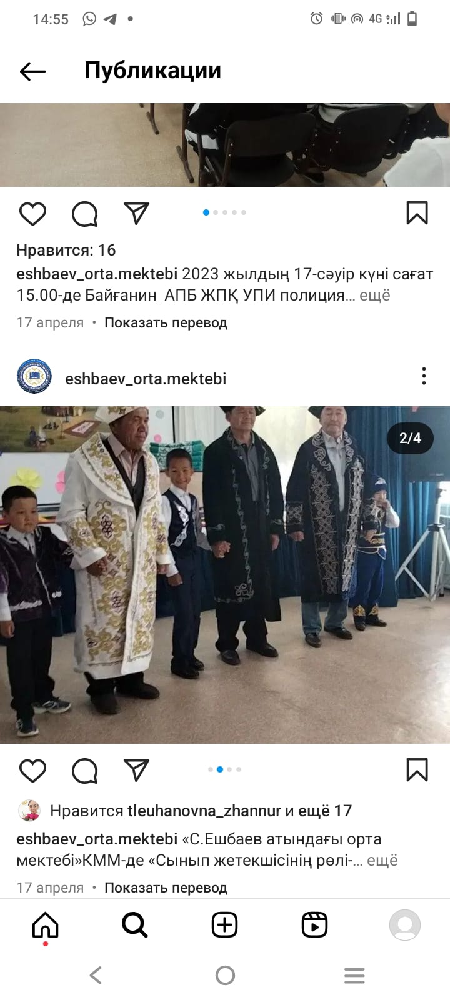 14:55
4G
Публикации
Нравится: 16
eshbaev_orta.mektebi 2023 жылдың 17-сәуір күні сағат
15.00-де Байғанин АПБ ЖПҚ УПИ полиция... ещё
17 апреля • Показать перевод
eshbaev_orta.mektebi
2/4
Нравится tleuhanovna_zhannur и ещё 17
eshbaev_orta.mektebi «С.Ешбаев атындағы орта
мектебі»КММ-де «Сынып жетекшісінің рөлі-... ещё
17 апреля • Показать перевод